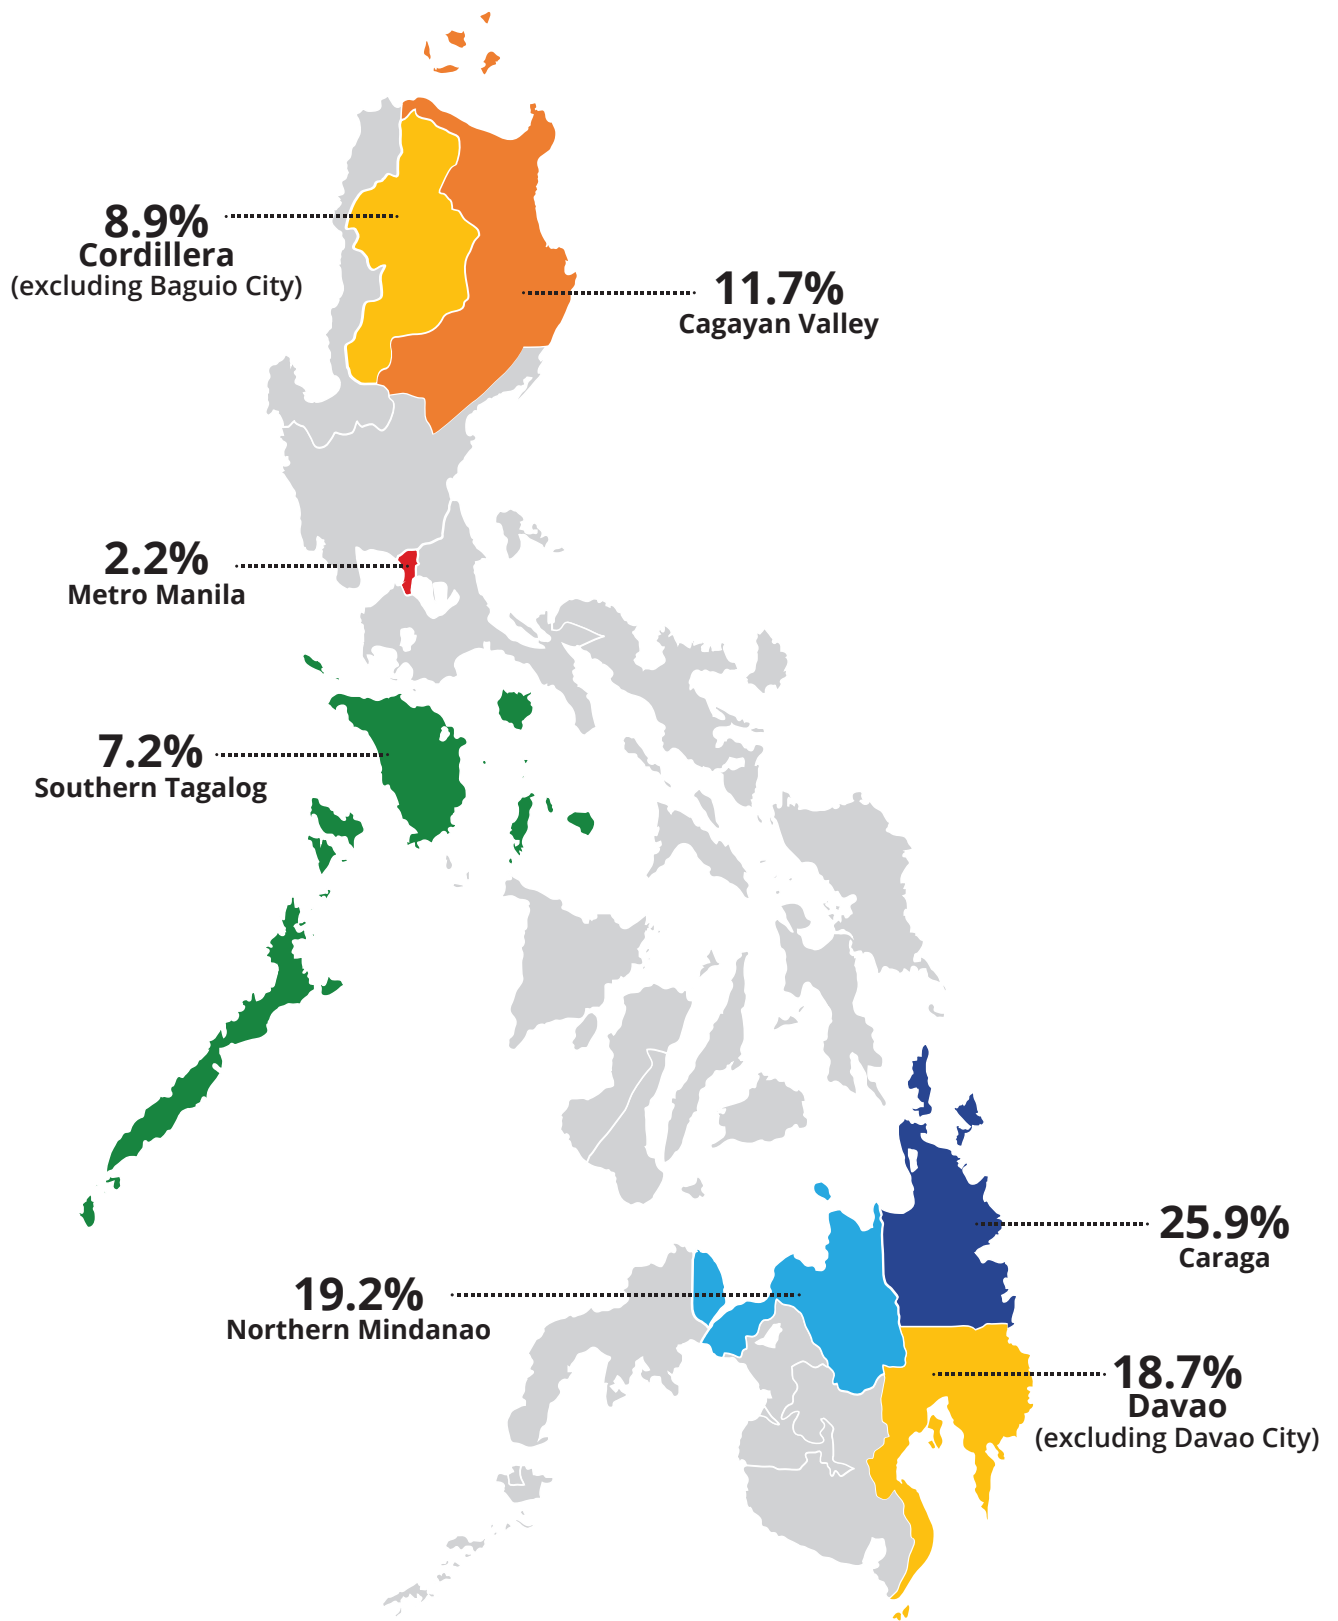 8.9%
Cordillera
(excluding Baguio City)
11.7%
Cagayan Valley
2.2%
Metro Manila
7.2%
Southern Tagalog
25.9%
Caraga
19.2%
Northern Mindanao
18.7%
Davao
(excluding Davao City)